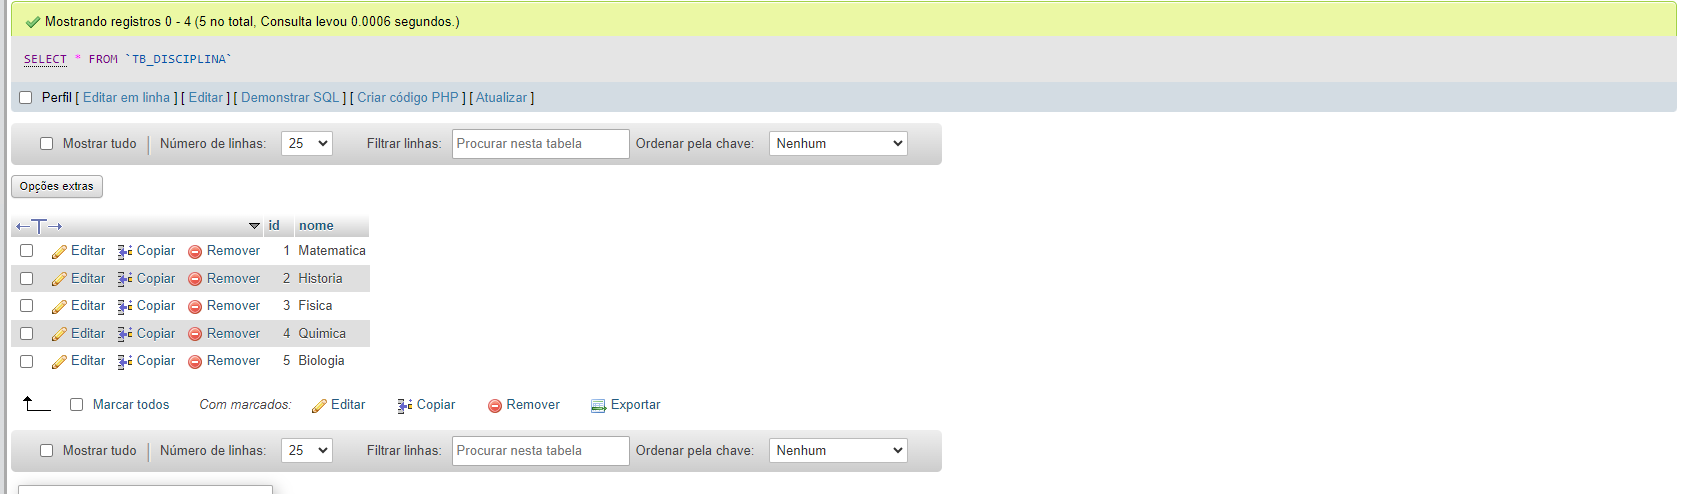 Mostrando registros 0 - 4 (5 no total, Consulta levou 0.0006 segundos.)
SELECT * FROM `TB_DISCIPLINA`
Perfil [ Editar em linha ] [ Editar ] [ Demonstrar SQL ] [ Criar código PHP ] [ Atualizar ]
Mostrar tudo Número de linhas: 25 Filtrar linhas: Procurar nesta tabela Ordenar pela chave: Nenhum
Opções extras
id nome
Editar Copiar Remover 1 Matematica
Editar Copiar Remover 2 Historia
Editar Copiar Remover 3 Fisica
Editar Copiar Remover 4 Quimica
Editar Copiar Remover 5 Biologia
Marcar todos Com marcados: Editar Copiar Remover Exportar
Mostrar tudo Número de linhas: 25 Filtrar linhas: Procurar nesta tabela Ordenar pela chave: Nenhum